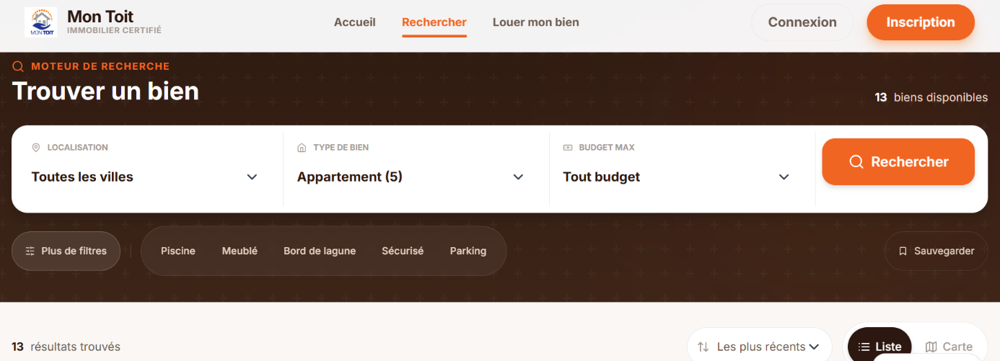 MON TOIT
Mon Toit
IMMOBILIER CERTIFIÉ
Accueil
Rechercher
Louer mon bien
Connexion
Inscription
MOTEUR DE RECHERCHE
Trouver un bien
13 biens disponibles
LOCALISATION
Toutes les villes
TYPE DE BIEN
Appartement (5)
BUDGET MAX
Tout budget
Rechercher
Plus de filtres
Piscine
Meublé
Bord de lagune
Sécurisé
Parking
Sauvegarder
13 résultats trouvés
Les plus récents
Liste
Carte